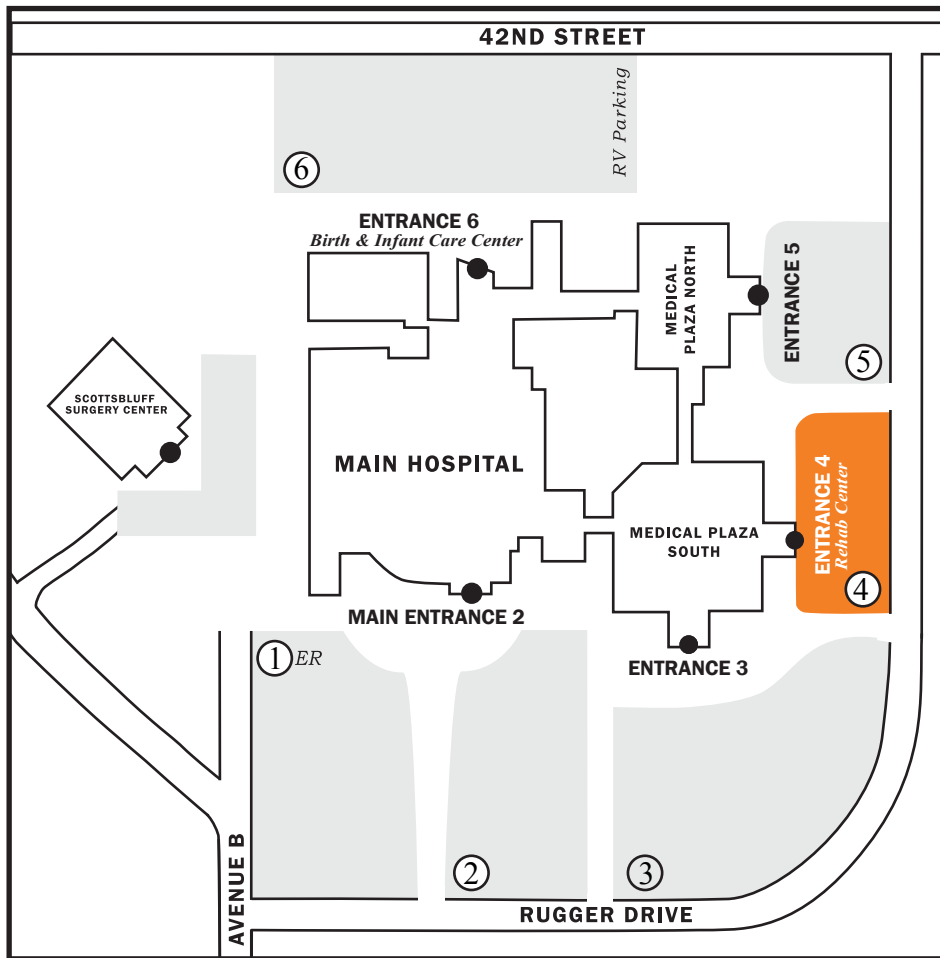 42ND STREET
RV Parking
6
ENTRANCE 6
Birth & Infant Care Center
MEDICAL
PLAZA NORTH
ENTRANCE 5
5
SCOTTSBLUFF
SURGERY CENTER
MAIN HOSPITAL
MEDICAL PLAZA
SOUTH
ENTRANCE 4
Rehab Center
4
MAIN ENTRANCE 2
1 ER
ENTRANCE 3
2
3
AVENUE B
RUGGER DRIVE